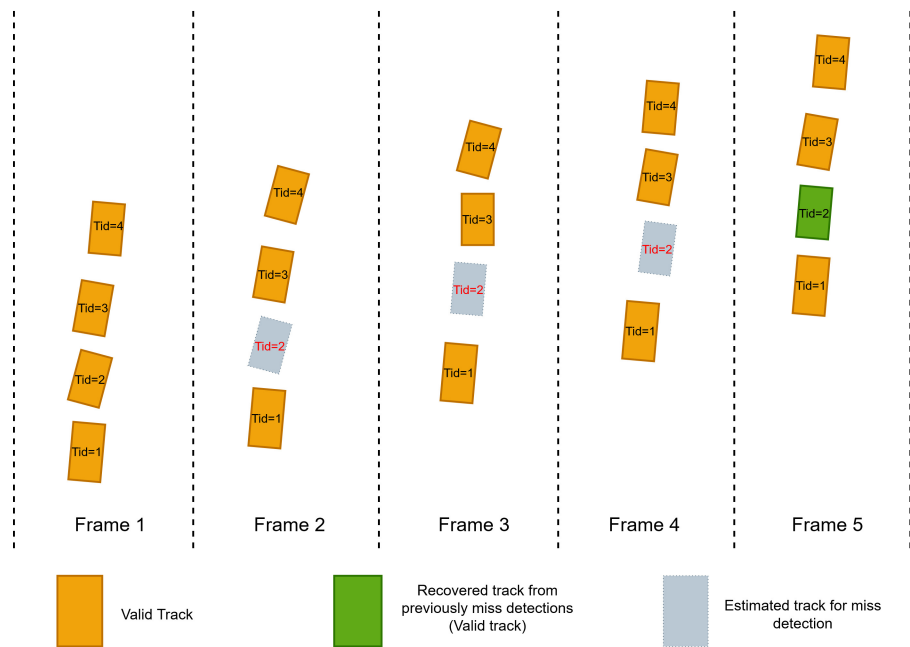 Tid=4
Tid=3
Tid=2
Tid=1
Frame 1
Tid=4
Tid=3
Tid=2
Tid=1
Frame 2
Tid=4
Tid=3
Tid=2
Tid=1
Frame 3
Tid=4
Tid=3
Tid=2
Tid=1
Frame 4
Tid=4
Tid=3
Tid=2
Tid=1
Frame 5
Valid Track
Recovered track from
previously miss detections
(Valid track)
Estimated track for miss
detection